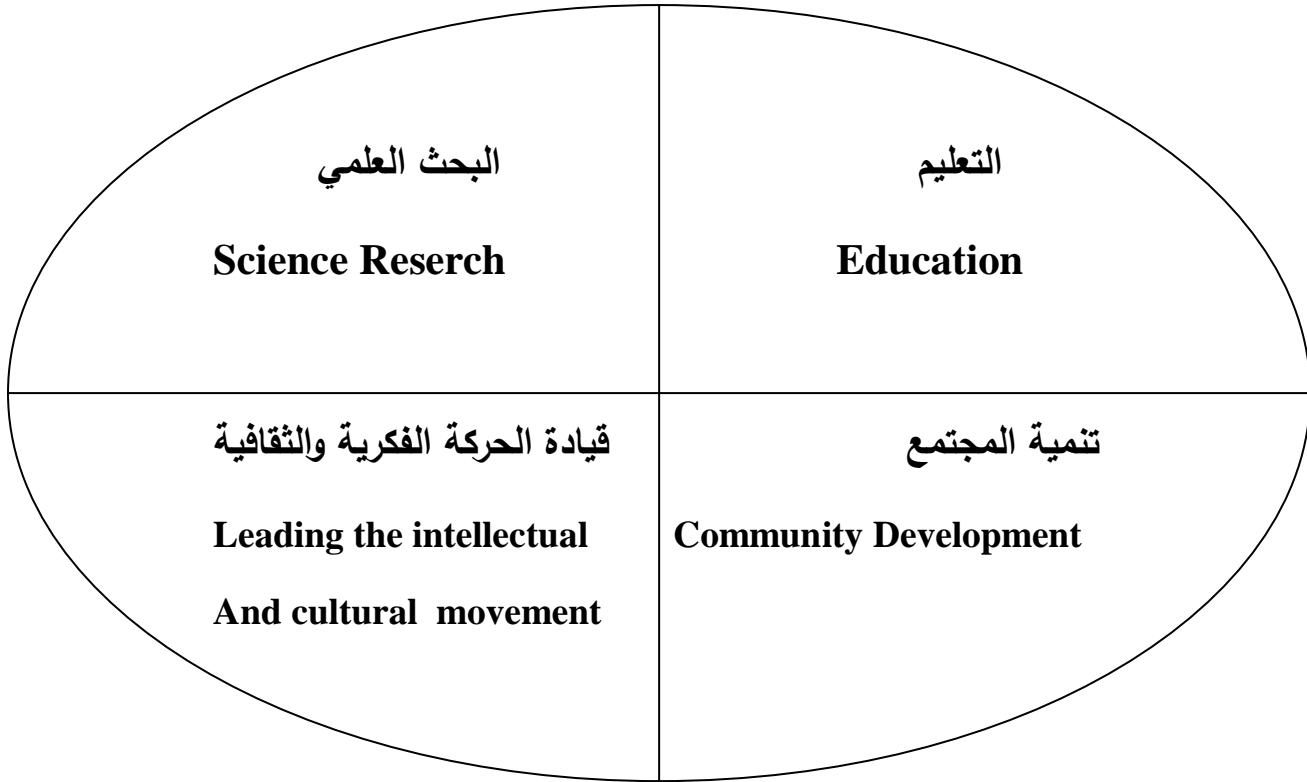 البحث العلمي
Science Reserch
التعليم
Education
قيادة الحركة الفكرية والثقافية
Leading the intellectual
And cultural movement
تنمية المجتمع
Community Development